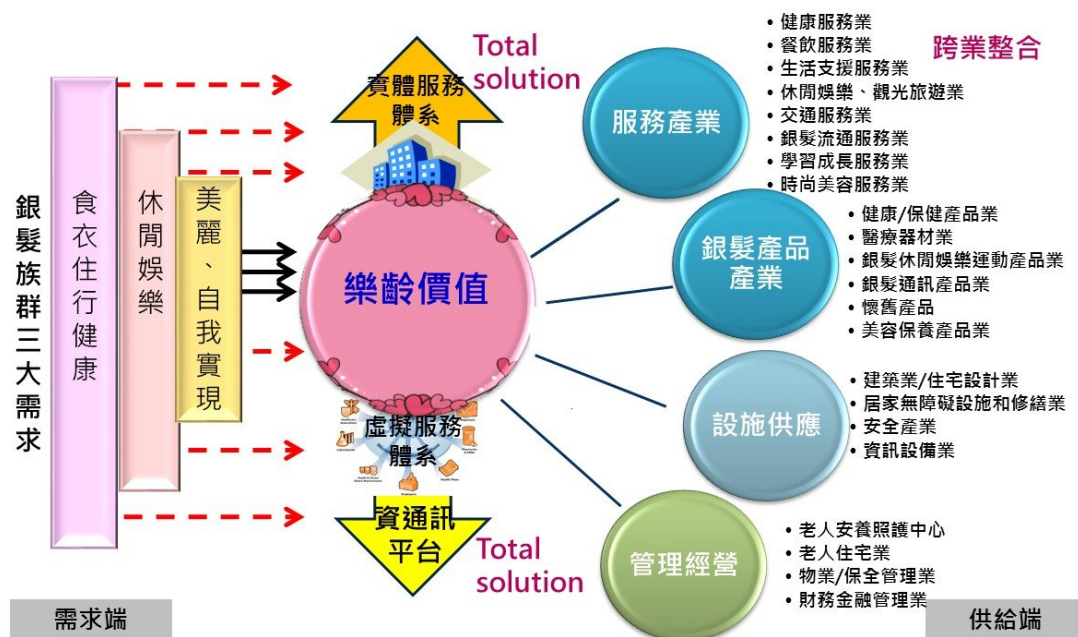 銀髮族群三大需求
食衣住行健康
休閒娛樂
美麗、自我實現
Total
solution
實體服務
體系
樂齡價值
虛擬服務
體系
資通訊
平台
Total
solution
跨業整合
服務產業
• 健康服務業
• 餐飲服務業
• 生活支援服務業
• 休閒娛樂、觀光旅遊業
• 交通服務業
• 銀髮流通服務業
• 學習成長服務業
• 時尚美容服務業
銀髮產品
產業
• 健康/保健產品業
• 醫療器材業
• 銀髮休閒娛樂運動產品業
• 銀髮通訊產品業
• 懷舊產品
• 美容保養產品業
設施供應
• 建築業/住宅設計業
• 居家無障礙設施和修繕業
• 安全產業
• 資訊設備業
管理經營
• 老人安養照護中心
• 老人住宅業
• 物業/保全管理業
• 財務金融管理業
需求端
供給端